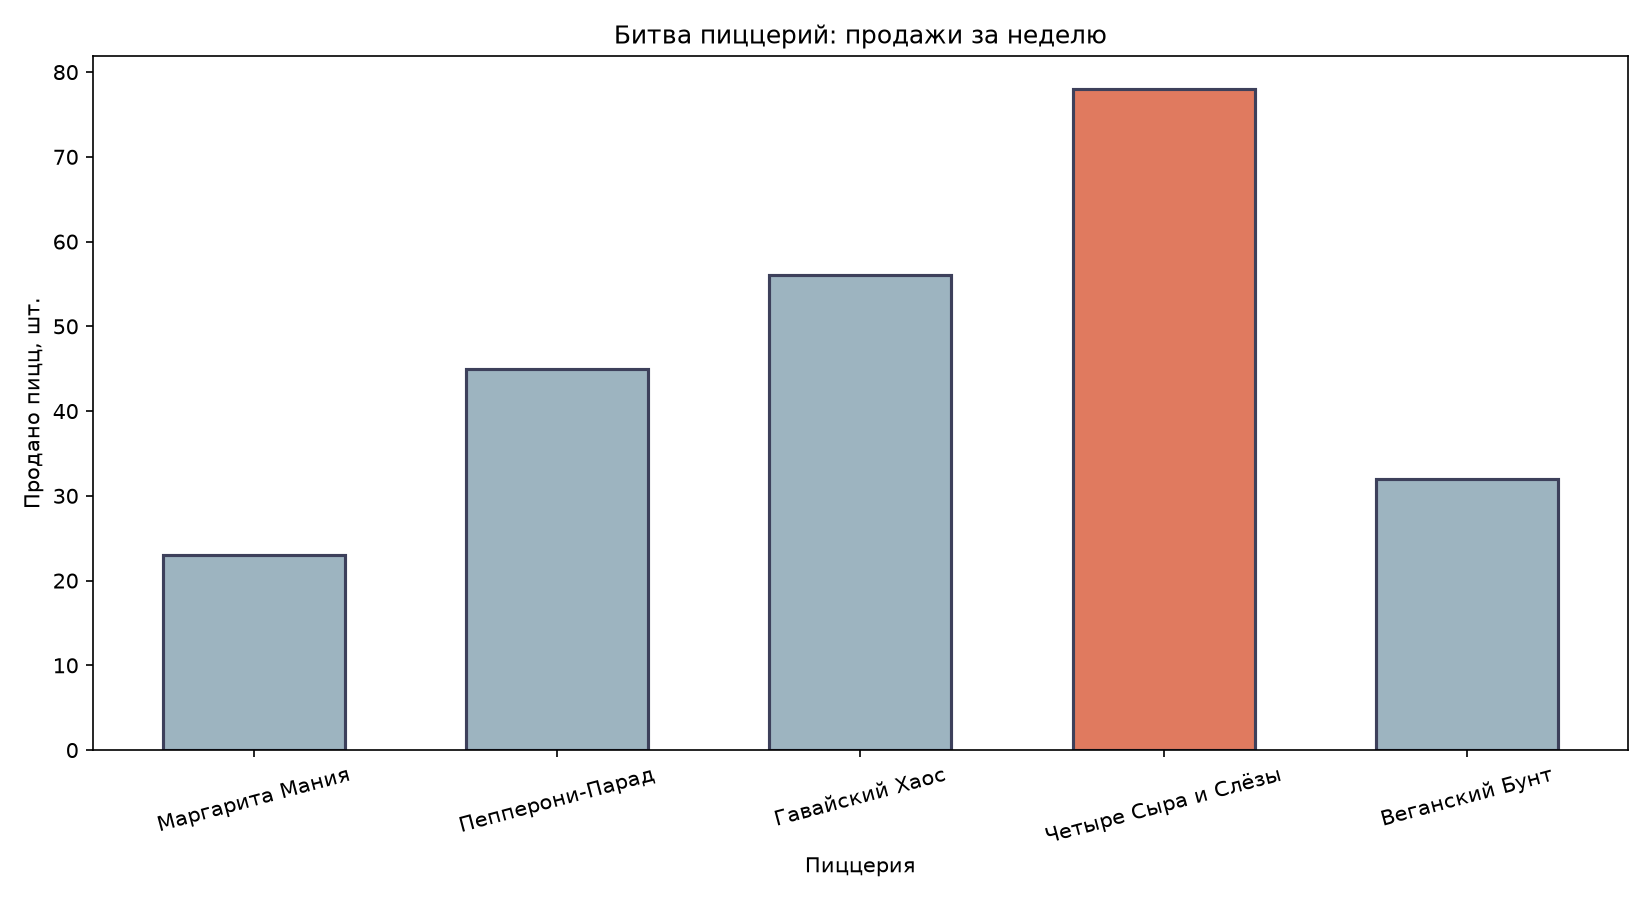 Битва пиццерий: продажи за неделю
Продано пицц, шт.
80
70
60
50
40
30
20
10
0
Маргарита Мания
Пепперони-Парад
Гавайский Хаос
Четыре Сыра и Слёзы
Веганский Бунт
Пиццерия